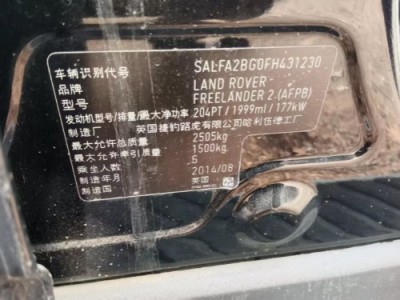 车辆识别代号 SALFA2BG0FH431230
品牌 LAND ROVER
型号 FREELANDER 2 (AFPB)
发动机型号/排量/最大净功率 204PT / 1999ml / 177kW
制造厂 英国捷豹路虎有限公司哈利伍德工厂
最大允许总质量 2505kg
最大允许牵引质量 1500kg
乘坐人数 5
制造年月 2014/08
制造国 英国